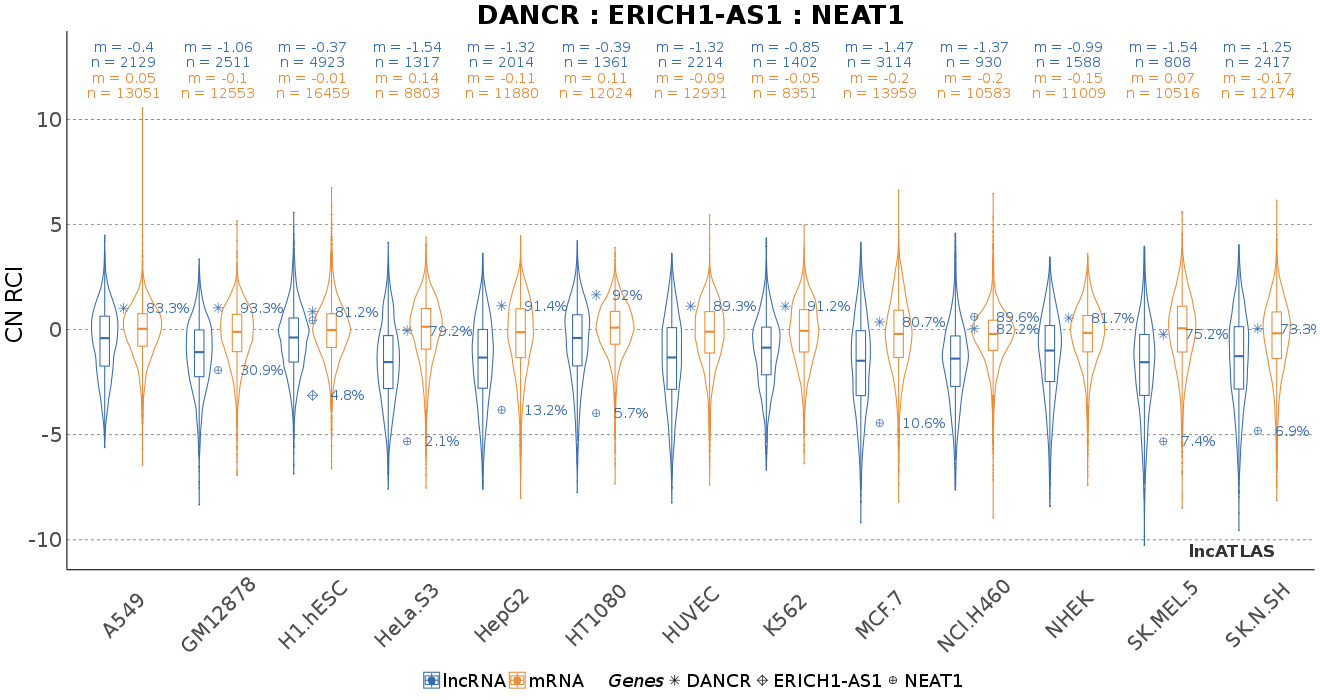 DANCR : ERICH1-AS1 : NEAT1
m = -0.4 m = -1.06 m = -0.37 m = -1.54 m = -1.32 m = -0.39 m = -1.32 m = -0.85 m = -1.47 m = -1.37 m = -0.99 m = -1.54 m = -1.25
n = 2129 n = 2511 n = 4923 n = 1317 n = 2014 n = 1361 n = 2214 n = 1402 n = 3114 n = 930 n = 1588 n = 808 n = 2417
m = 0.05 m = -0.1 m = -0.01 m = 0.14 m = -0.11 m = 0.11 m = -0.09 m = -0.05 m = -0.2 m = -0.2 m = -0.15 m = 0.07 m = -0.17
n = 13051 n = 12553 n = 16459 n = 8803 n = 11880 n = 12024 n = 12931 n = 8351 n = 13959 n = 10583 n = 11009 n = 10516 n = 12174
10
5
0
-5
-10
CN RCI
83.3% 93.3% 81.2% 79.2% 91.4% 92% 89.3% 91.2% 80.7% 89.6% 81.7% 75.2% 73.3%
82.2%
30.9% 4.8% 2.1% 13.2% 5.7% 10.6% 7.4% 6.9%
lncATLAS
A549 GM12878 H1.hESC HeLa.S3 HepG2 HT1080 HUVEC K562 MCF.7 NCI.H460 NHEK SK.MEL.5 SK.N.SH
lncRNA mRNA Genes DANCR ERICH1-AS1 NEAT1